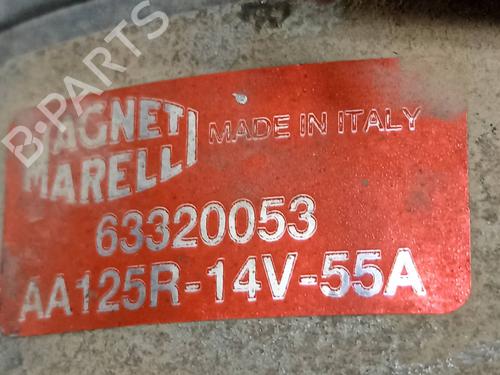 B-PARTS
MAGNETI MADE IN ITALY
MARELLI
63320053
AA125R-14V-55A